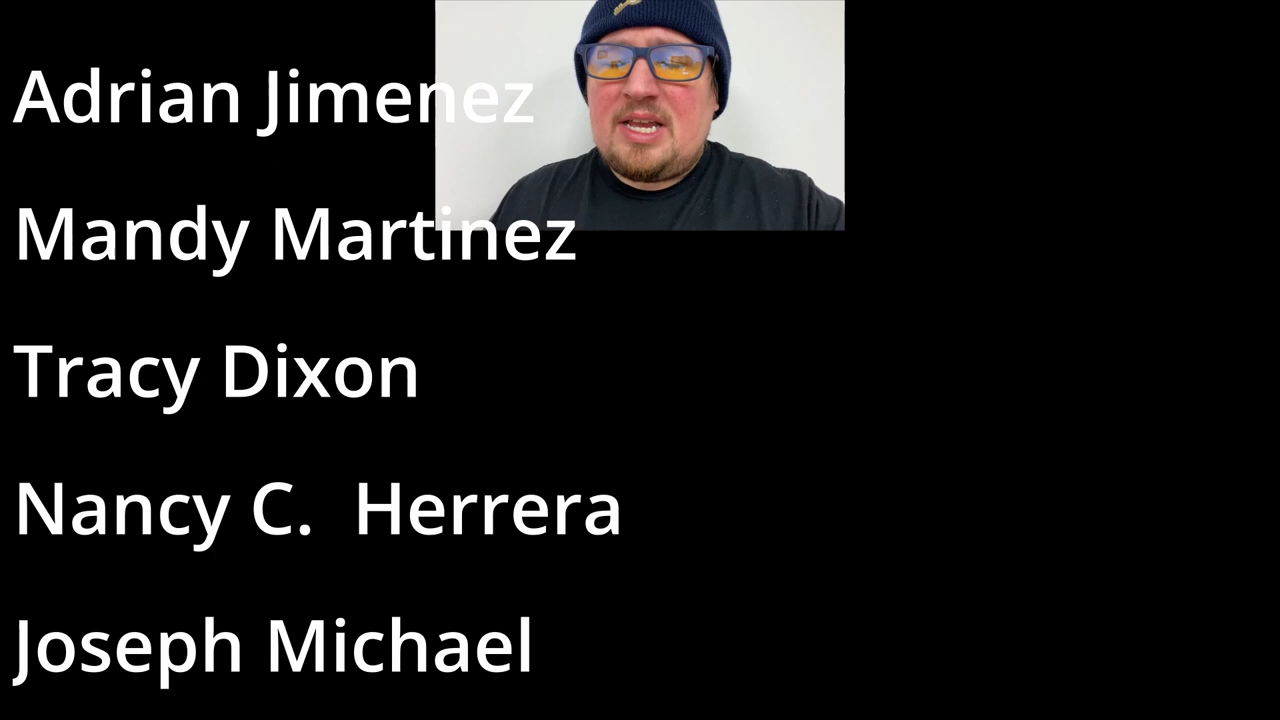 Adrian Jimenez
Mandy Martinez
Tracy Dixon
Nancy C.  Herrera
Joseph Michael